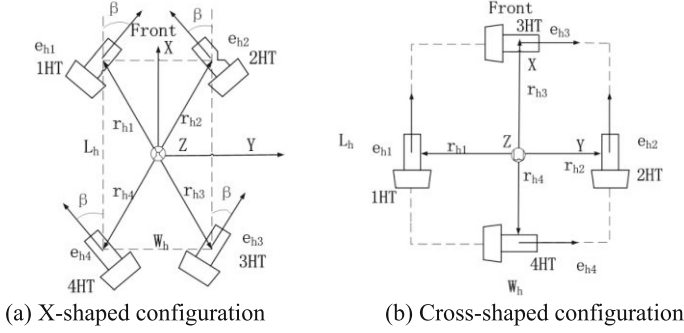 β
β
Front
X
e_h1
e_h2
1HT
2HT
r_h1
r_h2
L_h
Z
Y
r_h4
r_h3
β
β
e_h4
W_h
e_h3
4HT
3HT
(a) X-shaped configuration
Front
3HT
e_h3
X
r_h3
L_h
e_h1
Z
Y
e_h2
r_h1
r_h2
r_h4
1HT
2HT
4HT
e_h4
W_h
(b) Cross-shaped configuration